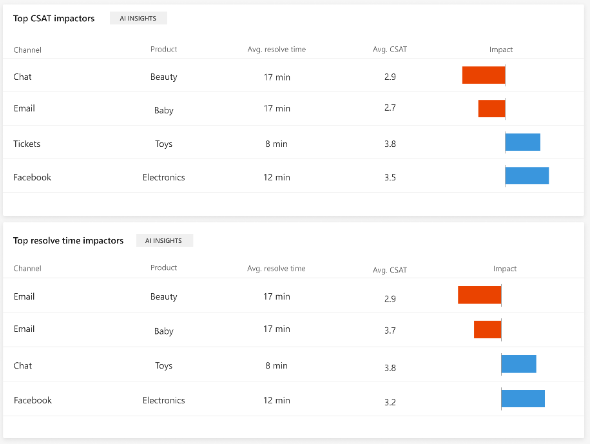 Top CSAT impactors AI INSIGHTS
Channel Product Avg. resolve time Avg. CSAT Impact
Chat Beauty 17 min 2.9
Email Baby 17 min 2.7
Tickets Toys 8 min 3.8
Facebook Electronics 12 min 3.5
Top resolve time impactors AI INSIGHTS
Channel Product Avg. resolve time Avg. CSAT Impact
Email Beauty 17 min 2.9
Email Baby 17 min 3.7
Chat Toys 8 min 3.8
Facebook Electronics 12 min 3.2